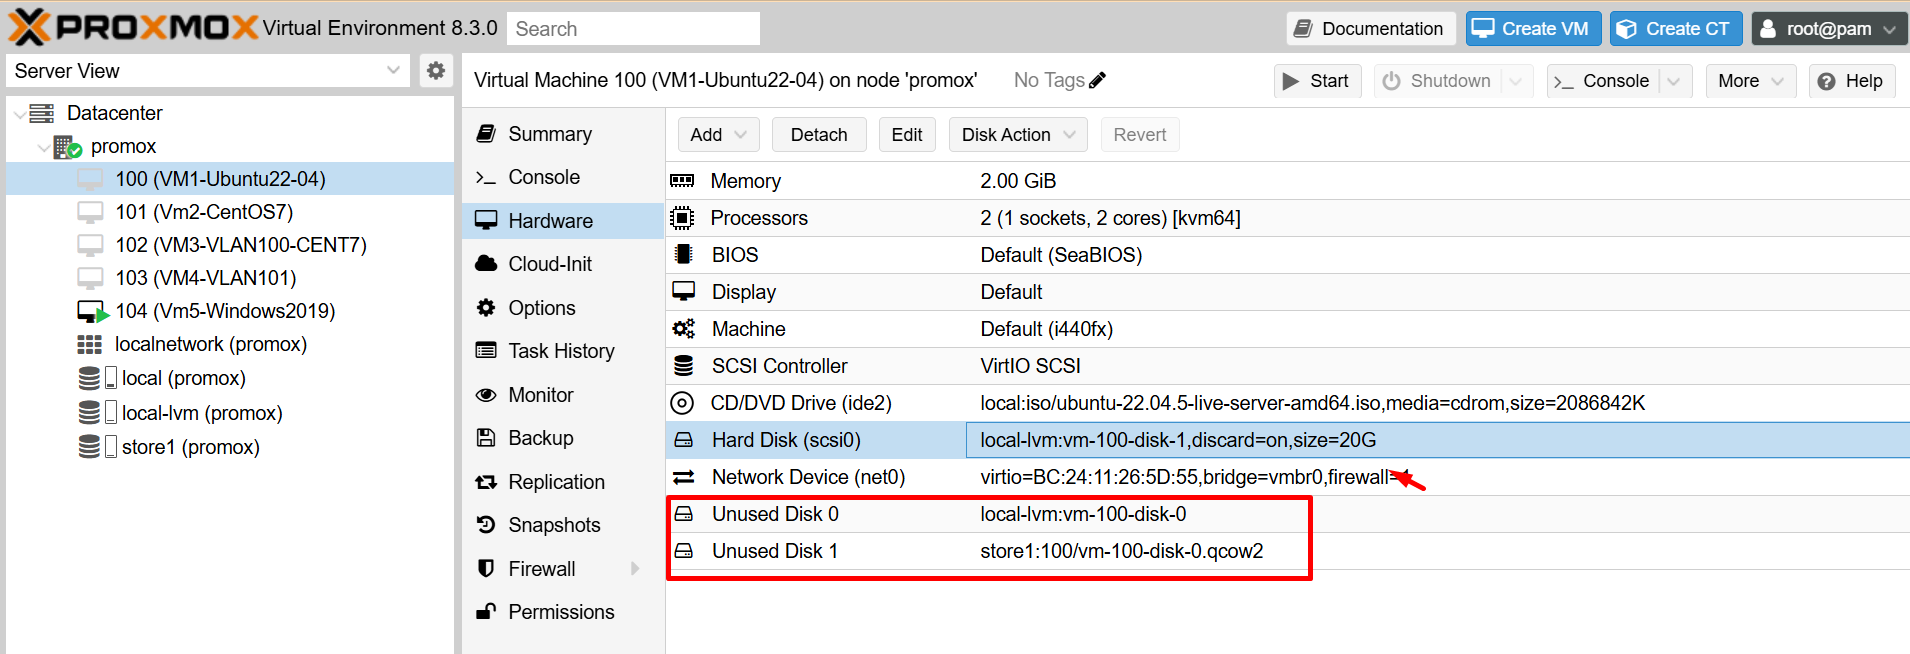 PROXMOX Virtual Environment 8.3.0 Search Documentation Create VM Create CT root@pam
Server View
Virtual Machine 100 (VM1-Ubuntu22-04) on node 'promox' No Tags Start Shutdown Console More Help
Datacenter
promox
100 (VM1-Ubuntu22-04)
101 (Vm2-CentOS7)
102 (VM3-VLAN100-CENT7)
103 (VM4-VLAN101)
104 (Vm5-Windows2019)
localnetwork (promox)
local (promox)
local-lvm (promox)
store1 (promox)
Summary
Console
Hardware
Cloud-Init
Options
Task History
Monitor
Backup
Replication
Snapshots
Firewall
Permissions
Add Detach Edit Disk Action Revert
Memory 2.00 GiB
Processors 2 (1 sockets, 2 cores) [kvm64]
BIOS Default (SeaBIOS)
Display Default
Machine Default (i440fx)
SCSI Controller VirtIO SCSI
CD/DVD Drive (ide2) local:iso/ubuntu-22.04.5-live-server-amd64.iso,media=cdrom,size=2086842K
Hard Disk (scsi0) local-lvm:vm-100-disk-1,discard=on,size=20G
Network Device (net0) virtio=BC:24:11:26:5D:55,bridge=vmbr0,firewall=1
Unused Disk 0 local-lvm:vm-100-disk-0
Unused Disk 1 store1:100/vm-100-disk-0.qcow2